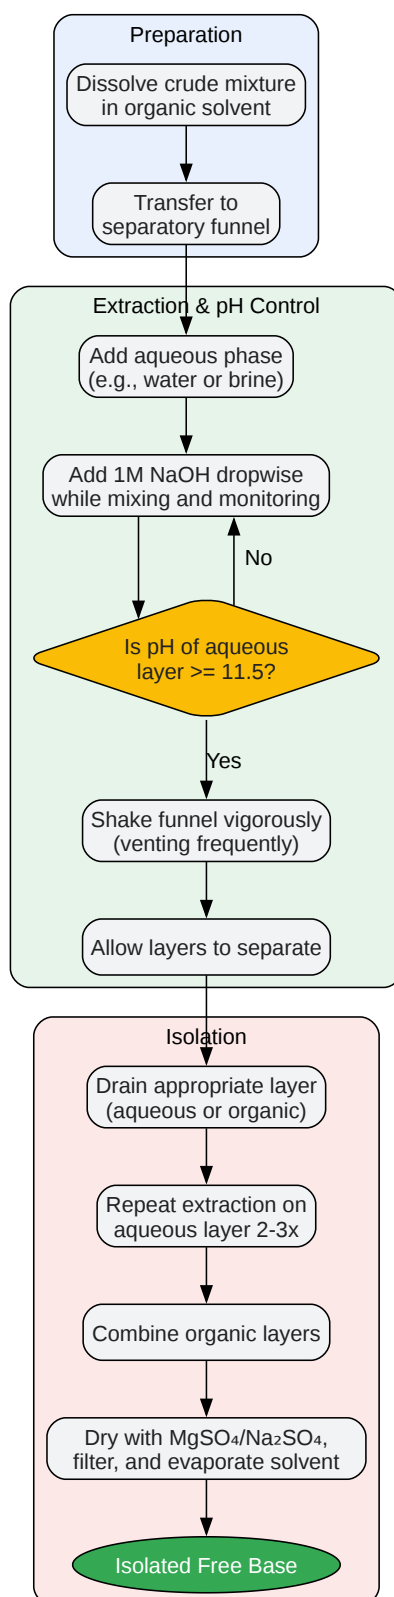 Preparation
Dissolve crude mixture
in organic solvent
Transfer to
separatory funnel
Extraction & pH Control
Add aqueous phase
(e.g., water or brine)
Add 1M NaOH dropwise
while mixing and monitoring
No
Is pH of aqueous
layer >= 11.5?
Yes
Shake funnel vigorously
(venting frequently)
Allow layers to separate
Isolation
Drain appropriate layer
(aqueous or organic)
Repeat extraction on
aqueous layer 2-3x
Combine organic layers
Dry with MgSO₄/Na₂SO₄,
filter, and evaporate solvent
Isolated Free Base